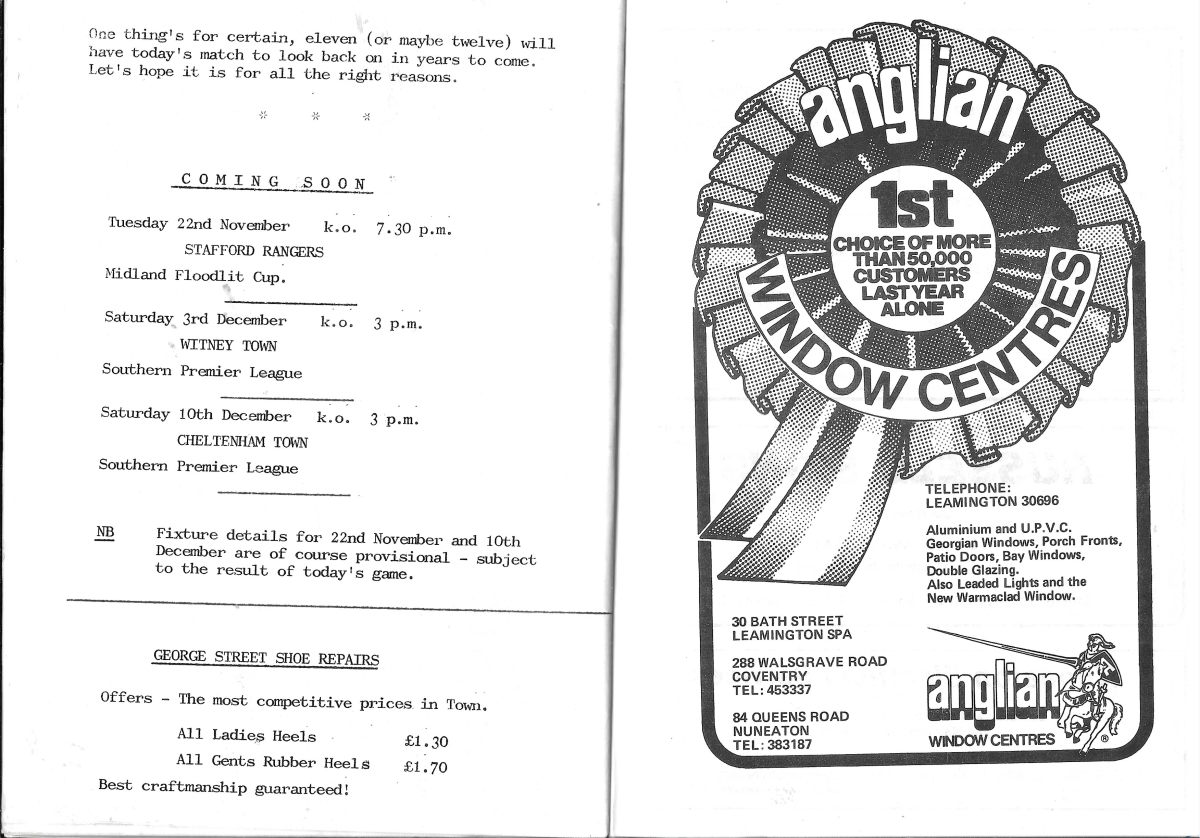 One thing's for certain, eleven (or maybe twelve) will
have today's match to look back on in years to come.
Let's hope it is for all the right reasons.
* * *
COMING SOON
Tuesday 22nd November k.o. 7.30 p.m.
STAFFORD RANGERS
Midland Floodlit Cup.
Saturday 3rd December k.o. 3 p.m.
WITNEY TOWN
Southern Premier League
Saturday 10th December k.o. 3 p.m.
CHELTENHAM TOWN
Southern Premier League
NB Fixture details for 22nd November and 10th
December are of course provisional - subject
to the result of today's game.
GEORGE STREET SHOE REPAIRS
Offers - The most competitive prices in Town.
All Ladies Heels £1.30
All Gents Rubber Heels £1.70
Best craftmanship guaranteed!
anglian
1st
CHOICE OF MORE
THAN 50,000
CUSTOMERS
LAST YEAR
ALONE
WINDOW CENTRES
TELEPHONE:
LEAMINGTON 30696
Aluminium and U.P.V.C.
Georgian Windows, Porch Fronts,
Patio Doors, Bay Windows,
Double Glazing.
Also Leaded Lights and the
New Warmaclad Window.
30 BATH STREET
LEAMINGTON SPA
288 WALSGRAVE ROAD
COVENTRY
TEL: 453337
84 QUEENS ROAD
NUNEATON
TEL: 383187
anglian
WINDOW CENTRES ®